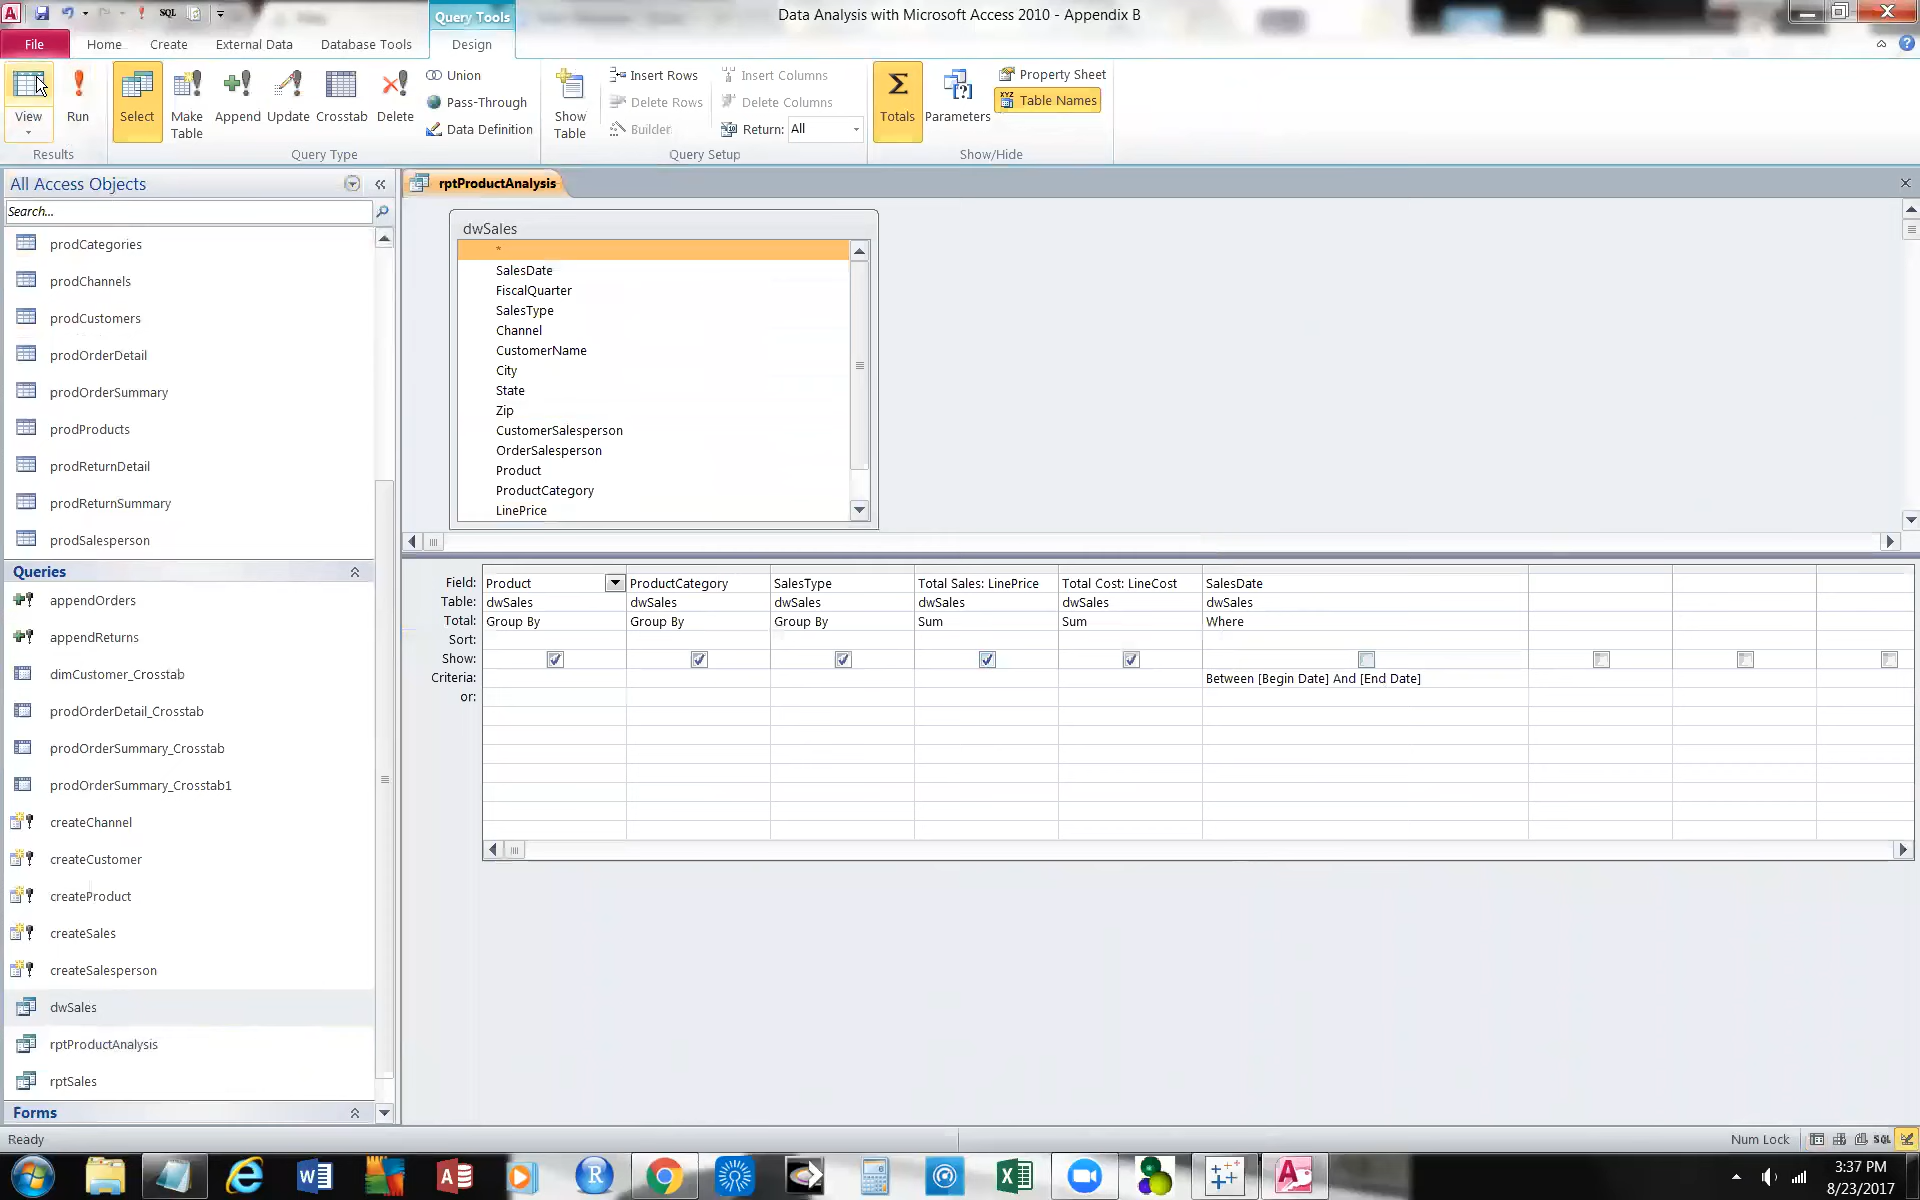 SQL
Query Tools
Data Analysis with Microsoft Access 2010 - Appendix B
File Home Create External Data Database Tools Design
View
Run
Select
Make Table
Append
Update
Crosstab
Delete
Union
Pass-Through
Data Definition
Show Table
Insert Rows
Delete Rows
Builder
Insert Columns
Delete Columns
Return: All
Totals
Parameters
Property Sheet
Table Names
Results
Query Type
Query Setup
Show/Hide
All Access Objects
Search...
prodCategories
prodChannels
prodCustomers
prodOrderDetail
prodOrderSummary
prodProducts
prodReturnDetail
prodReturnSummary
prodSalesperson
Queries
appendOrders
appendReturns
dimCustomer_Crosstab
prodOrderDetail_Crosstab
prodOrderSummary_Crosstab
prodOrderSummary_Crosstab1
createChannel
createCustomer
createProduct
createSales
createSalesperson
dwSales
rptProductAnalysis
rptSales
Forms
rptProductAnalysis
dwSales
*
SalesDate
FiscalQuarter
SalesType
Channel
CustomerName
City
State
Zip
CustomerSalesperson
OrderSalesperson
Product
ProductCategory
LinePrice
Field: Product ProductCategory SalesType Total Sales: LinePrice Total Cost: LineCost SalesDate
Table: dwSales dwSales dwSales dwSales dwSales dwSales
Total: Group By Group By Group By Sum Sum Where
Sort:
Show:
Criteria: Between [Begin Date] And [End Date]
or:
Ready
Num Lock
SQL
3:37 PM
8/23/2017